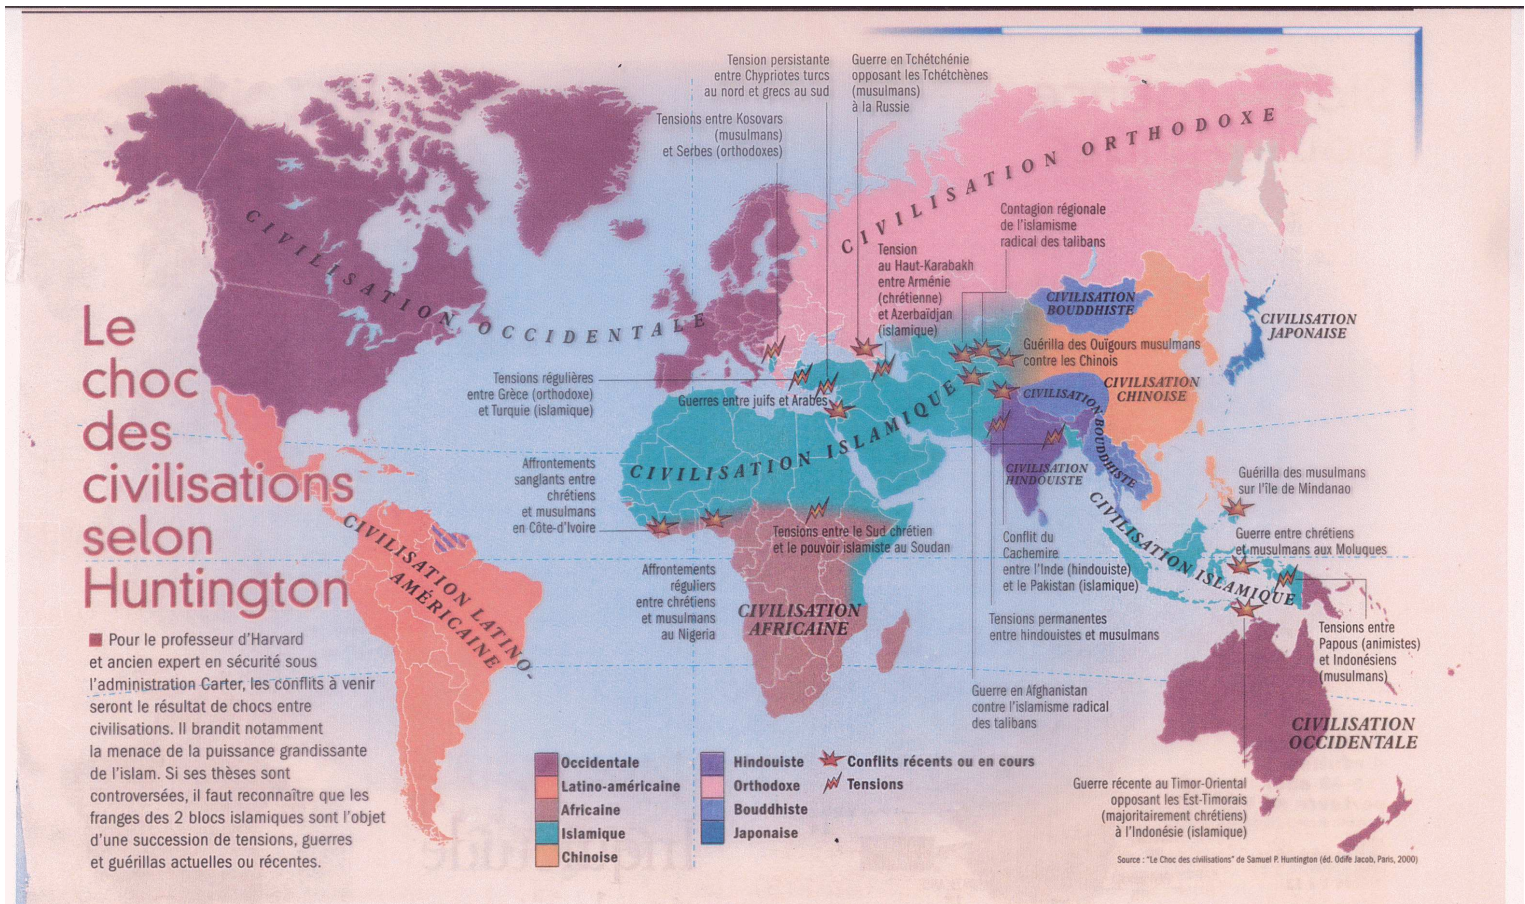 Le
choc
des
civilisations
selon
Huntington
Pour le professeur d'Harvard
et ancien expert en sécurité sous
l'administration Carter, les conflits à venir
seront le résultat de chocs entre
civilisations. Il brandit notamment
la menace de la puissance grandissante
de l'islam. Si ses thèses sont
controversées, il faut reconnaître que les
franges des 2 blocs islamiques sont l'objet
d'une succession de tensions, guerres
et guérillas actuelles ou récentes.
Tension persistante
entre Chypriotes turcs
au nord et grecs au sud
Guerre en Tchétchénie
opposant les Tchétchènes
(musulmans)
à la Russie
Tensions entre Kosovars
(musulmans)
et Serbes (orthodoxes)
CIVILISATION ORTHODOXE
CIVILISATION OCCIDENTALE
Contagion régionale
de l'islamisme
radical des talibans
Tension
au Haut-Karabakh
entre Arménie
(chrétienne)
et Azerbaïdjan
(islamique)
CIVILISATION
BOUDDHISTE
CIVILISATION
JAPONAISE
Guérilla des Ouïgours musulmans
contre les Chinois
Tensions régulières
entre Grèce (orthodoxe)
et Turquie (islamique)
Guerres entre juifs et Arabes
CIVILISATION
CHINOISE
CIVILISATION BOUDDHISTE
CIVILISATION ISLAMIQUE
CIVILISATION
HINDOUISTE
Affrontements
sanglants entre
chrétiens
et musulmans
en Côte-d'Ivoire
Guérilla des musulmans
sur l'île de Mindanao
Tensions entre le Sud chrétien
et le pouvoir islamiste au Soudan
Conflit du
Cachemire
entre l'Inde (hindouiste)
et le Pakistan (islamique)
Guerre entre chrétiens
et musulmans aux Moluques
CIVILISATION ISLAMIQUE
CIVILISATION LATINO-
AMÉRICAINE
Affrontements
réguliers
entre chrétiens
et musulmans
au Nigeria
CIVILISATION
AFRICAINE
Tensions permanentes
entre hindouistes et musulmans
Tensions entre
Papous (animistes)
et Indonésiens
(musulmans)
Guerre en Afghanistan
contre l'islamisme radical
des talibans
CIVILISATION
OCCIDENTALE
Guerre récente au Timor-Oriental
opposant les Est-Timorais
(majoritairement chrétiens)
à l'Indonésie (islamique)
Occidentale
Latino-américaine
Africaine
Islamique
Chinoise
Hindouiste
Orthodoxe
Bouddhiste
Japonaise
Conflits récents ou en cours
Tensions
Source : "Le Choc des civilisations" de Samuel P. Huntington (éd. Odile Jacob, Paris, 2000)